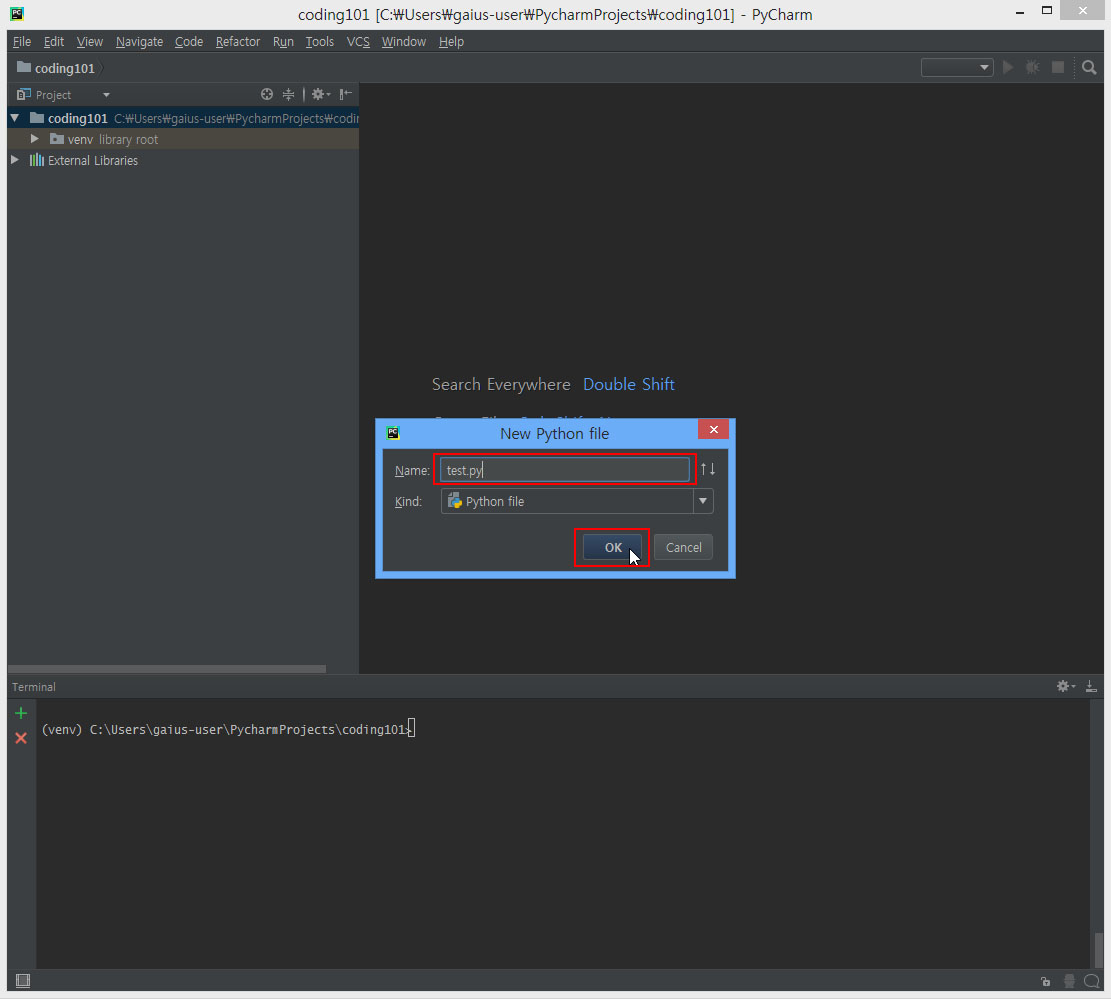 coding101 [C:₩Users₩gaius-user₩PycharmProjects₩coding101] - PyCharm
File Edit View Navigate Code Refactor Run Tools VCS Window Help
coding101
Project
coding101 C:₩Users₩gaius-user₩PycharmProjects₩codin
venv library root
External Libraries
Search Everywhere Double Shift
PC New Python file
Name: test.py
Kind: Python file
OK Cancel
Terminal
(venv) C:\Users\gaius-user\PycharmProjects\coding101>